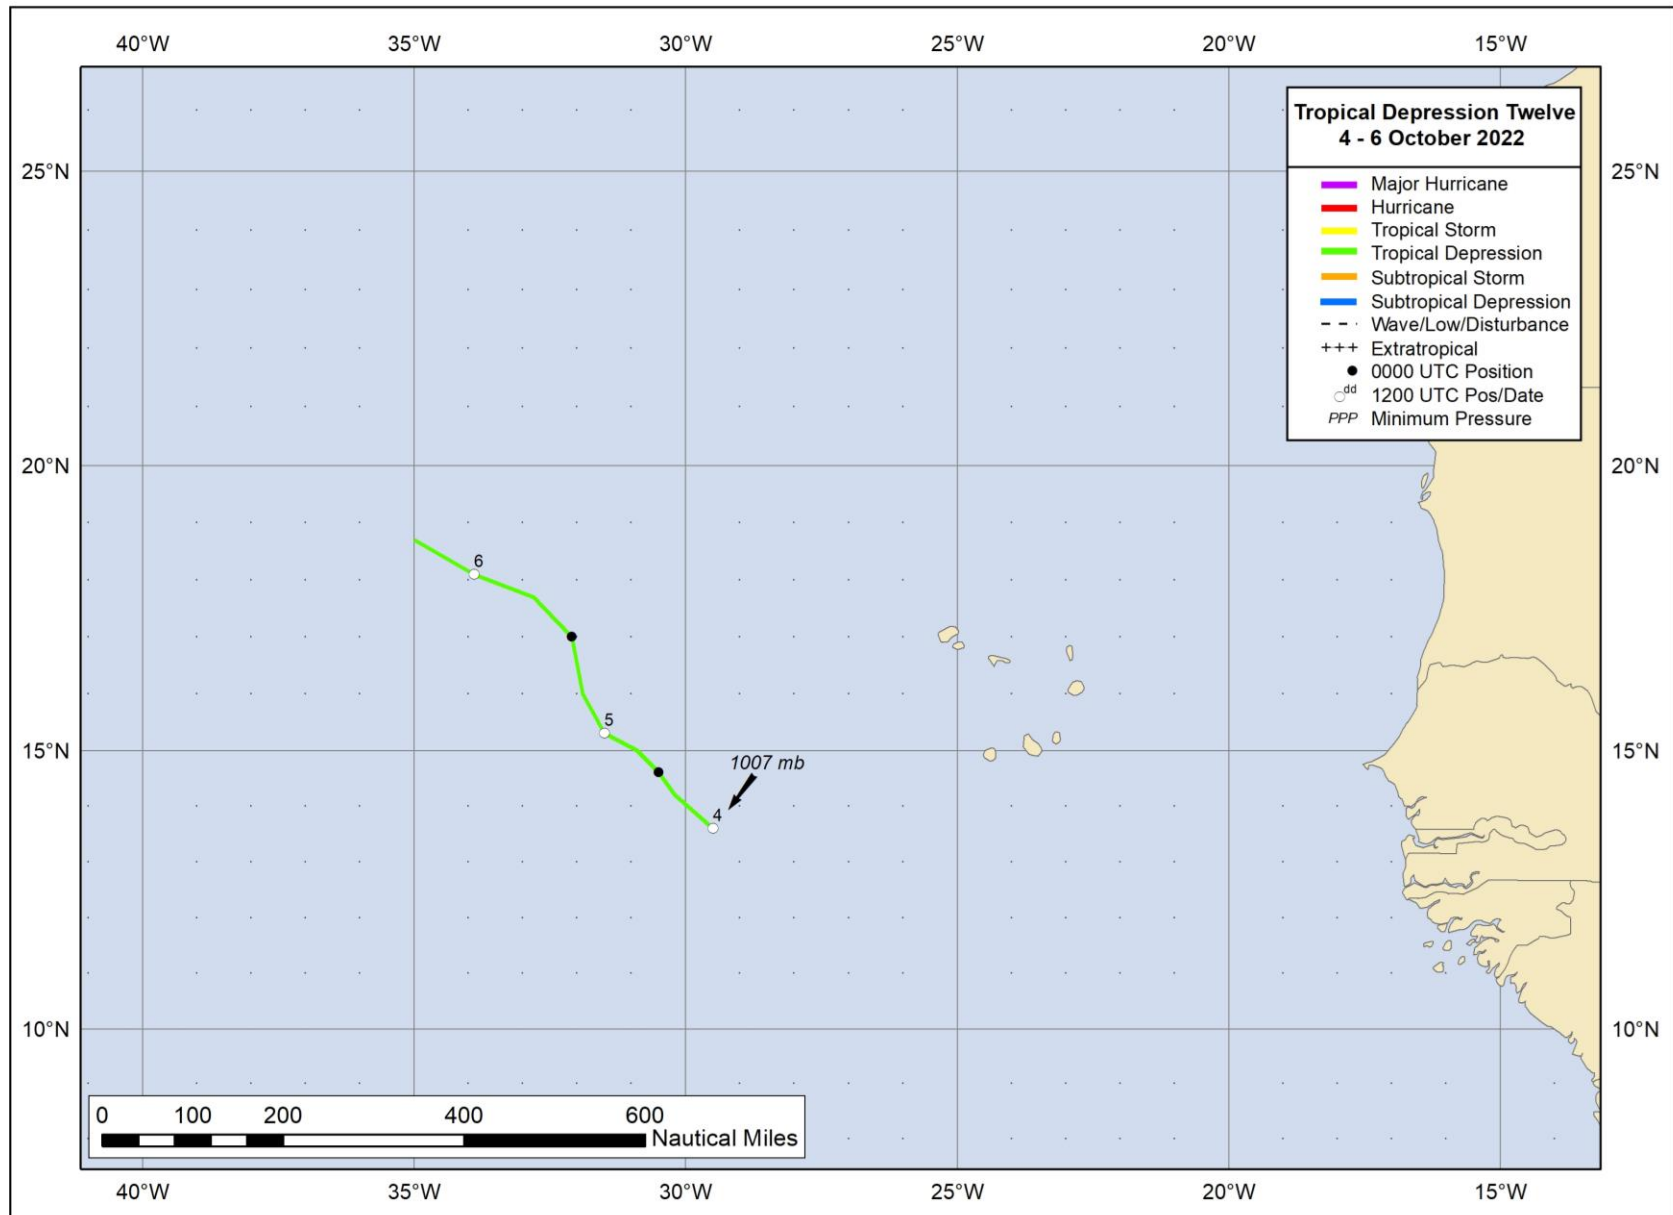 40°W 35°W 30°W 25°W 20°W 15°W
Tropical Depression Twelve
4 - 6 October 2022
Major Hurricane
Hurricane
Tropical Storm
Tropical Depression
Subtropical Storm
Subtropical Depression
Wave/Low/Disturbance
+++ Extratropical
0000 UTC Position
dd 1200 UTC Pos/Date
PPP Minimum Pressure
25°N 25°N
20°N 20°N
6
5
15°N 15°N
1007 mb
4
10°N 10°N
0 100 200 400 600
Nautical Miles
40°W 35°W 30°W 25°W 20°W 15°W